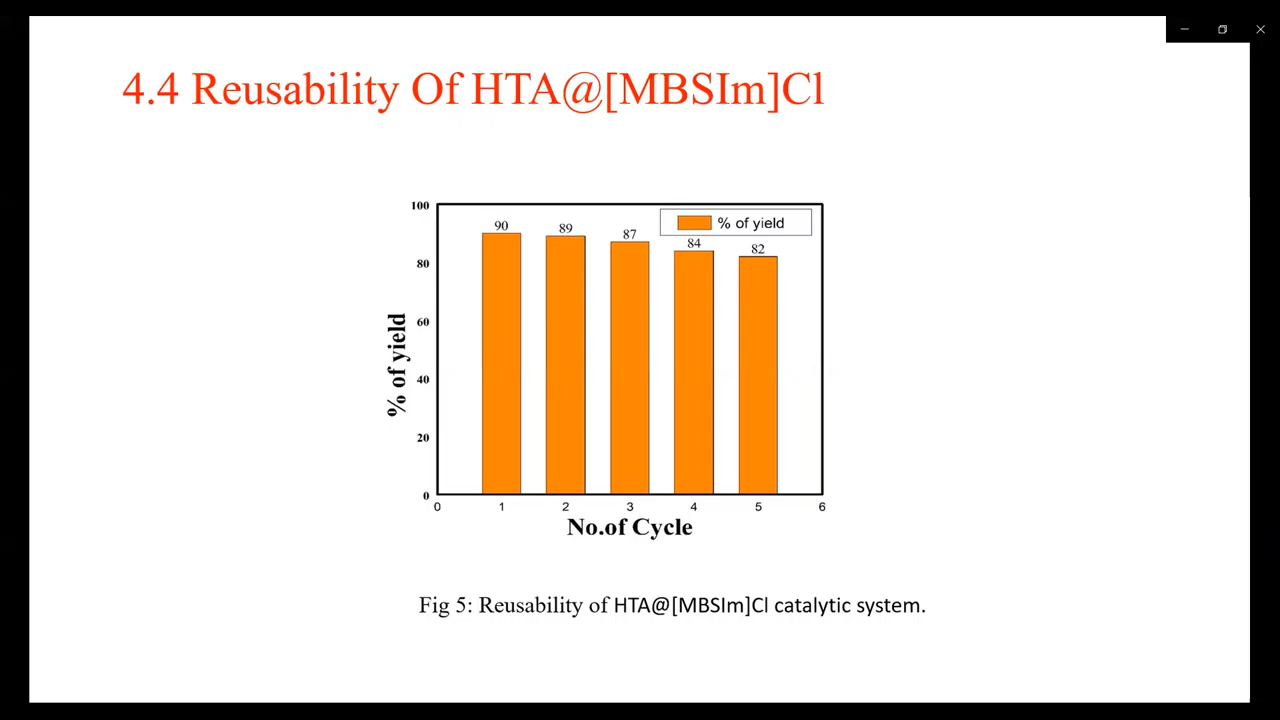 4.4 Reusability Of HTA@[MBSIm]Cl
% of yield
100
80
60
40
20
0
90
89
87
84
82
% of yield
0 1 2 3 4 5 6
No.of Cycle
Fig 5: Reusability of HTA@[MBSIm]Cl catalytic system.